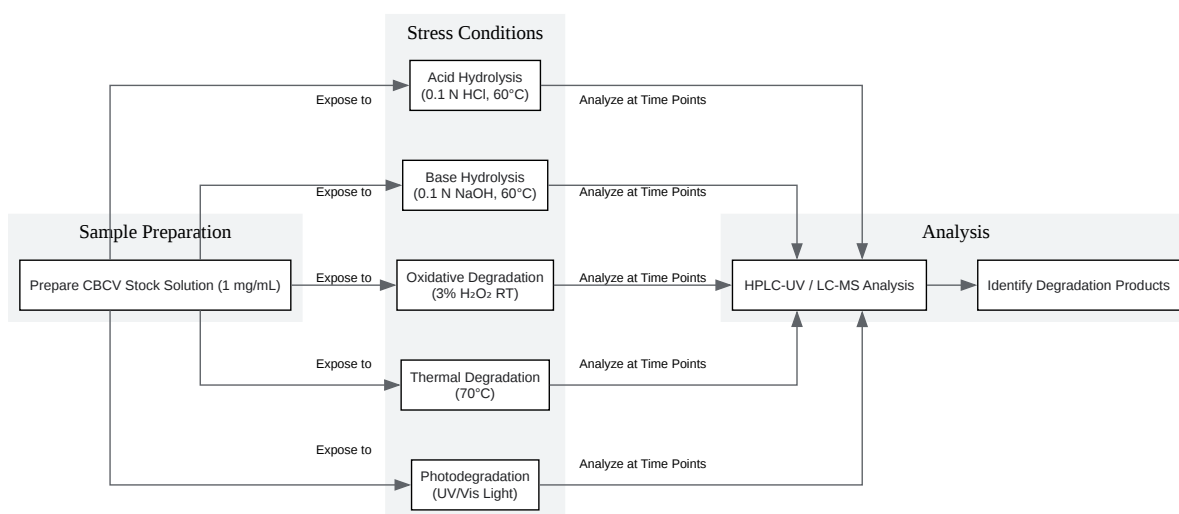 Stress Conditions
Acid Hydrolysis
(0.1 N HCl, 60°C)
Expose to
Analyze at Time Points
Base Hydrolysis
(0.1 N NaOH, 60°C)
Expose to
Analyze at Time Points
Sample Preparation
Analysis
Prepare CBCV Stock Solution (1 mg/mL)
Expose to
Oxidative Degradation
(3% H₂O₂ RT)
Analyze at Time Points
HPLC-UV / LC-MS Analysis
Identify Degradation Products
Expose to
Thermal Degradation
(70°C)
Analyze at Time Points
Expose to
Photodegradation
(UV/Vis Light)
Analyze at Time Points